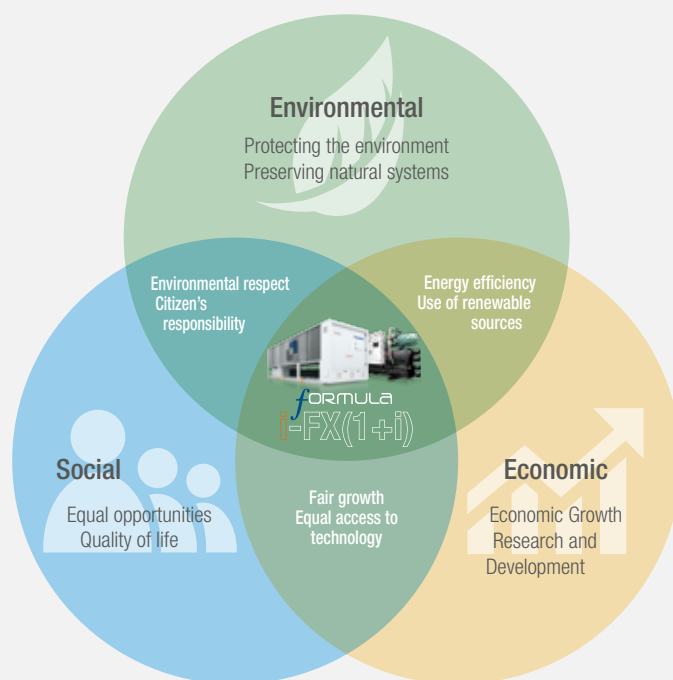 Environmental
Protecting the environment
Preserving natural systems
Environmental respect
Citizen's
responsibility
Energy efficiency
Use of renewable
sources
fORMULa
i-FX(1+i)
Social
Equal opportunities
Quality of life
Fair growth
Equal access to
technology
Economic
Economic Growth
Research and
Development